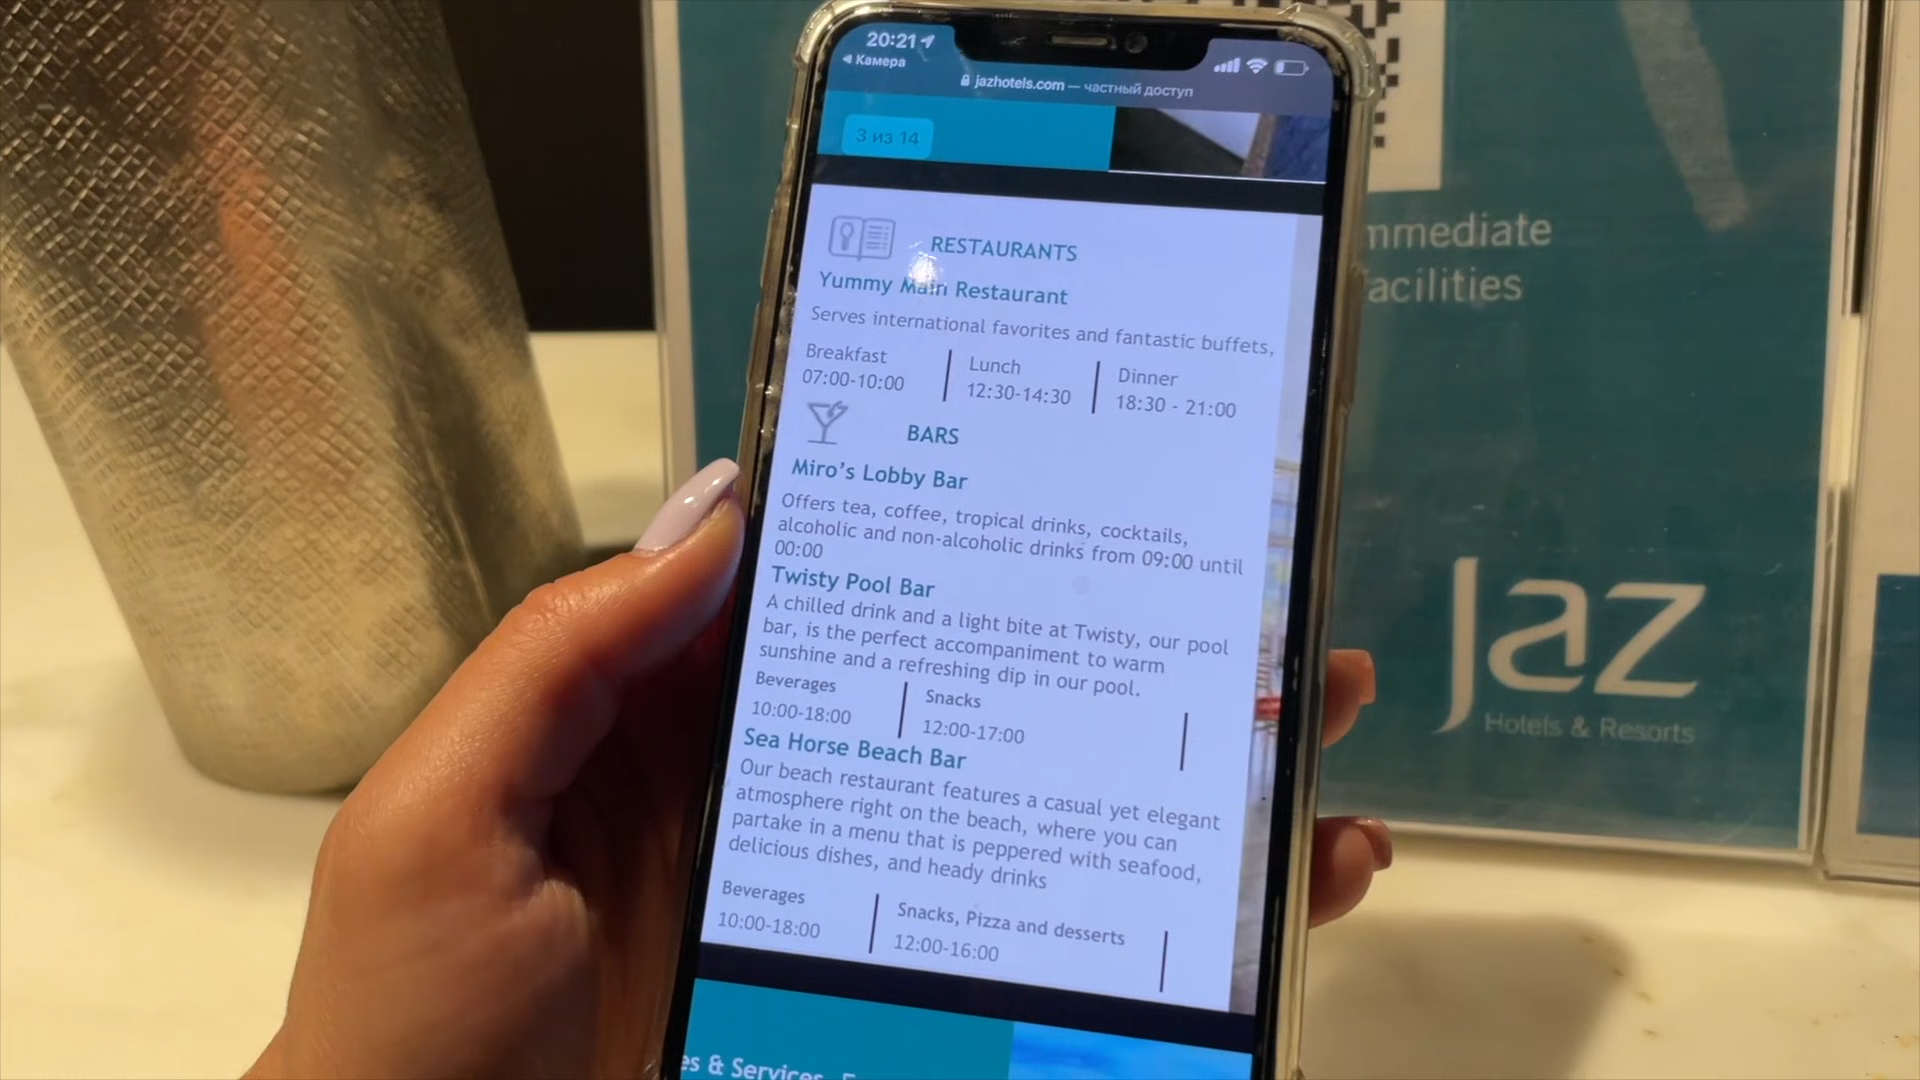 20:21
Камера
jazhotels.com — частный доступ
3 из 14
RESTAURANTS
Yummy Main Restaurant
Serves international favorites and fantastic buffets,
Breakfast
07:00-10:00
Lunch
12:30-14:30
Dinner
18:30 - 21:00
BARS
Miro's Lobby Bar
Offers tea, coffee, tropical drinks, cocktails,
alcoholic and non-alcoholic drinks from 09:00 until
00:00
Twisty Pool Bar
A chilled drink and a light bite at Twisty, our pool
bar, is the perfect accompaniment to warm
sunshine and a refreshing dip in our pool.
Beverages
10:00-18:00
Snacks
12:00-17:00
Sea Horse Beach Bar
Our beach restaurant features a casual yet elegant
atmosphere right on the beach, where you can
partake in a menu that is peppered with seafood,
delicious dishes, and heady drinks
Beverages
10:00-18:00
Snacks, Pizza and desserts
12:00-16:00
es & Services
mmediate
acilities
Jaz
Hotels & Resorts